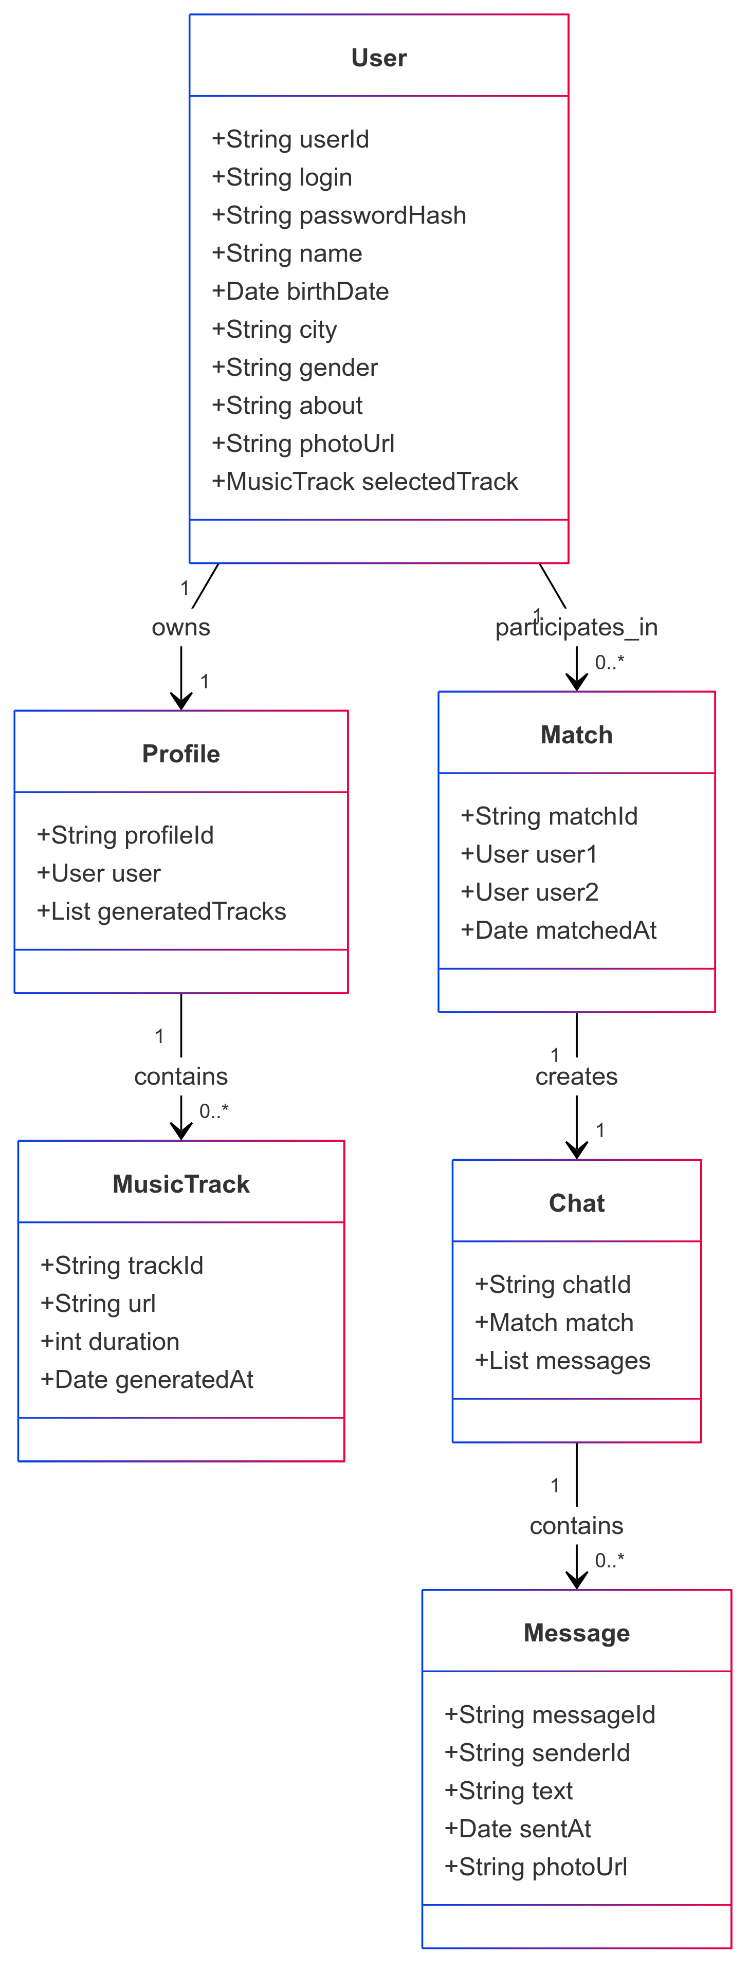 User
+String userId
+String login
+String passwordHash
+String name
+Date birthDate
+String city
+String gender
+String about
+String photoUrl
+MusicTrack selectedTrack
1
owns
1
1
participates_in
0..*
Profile
+String profileId
+User user
+List generatedTracks
Match
+String matchId
+User user1
+User user2
+Date matchedAt
1
contains
0..*
1
creates
1
MusicTrack
+String trackId
+String url
+int duration
+Date generatedAt
Chat
+String chatId
+Match match
+List messages
1
contains
0..*
Message
+String messageId
+String senderId
+String text
+Date sentAt
+String photoUrl